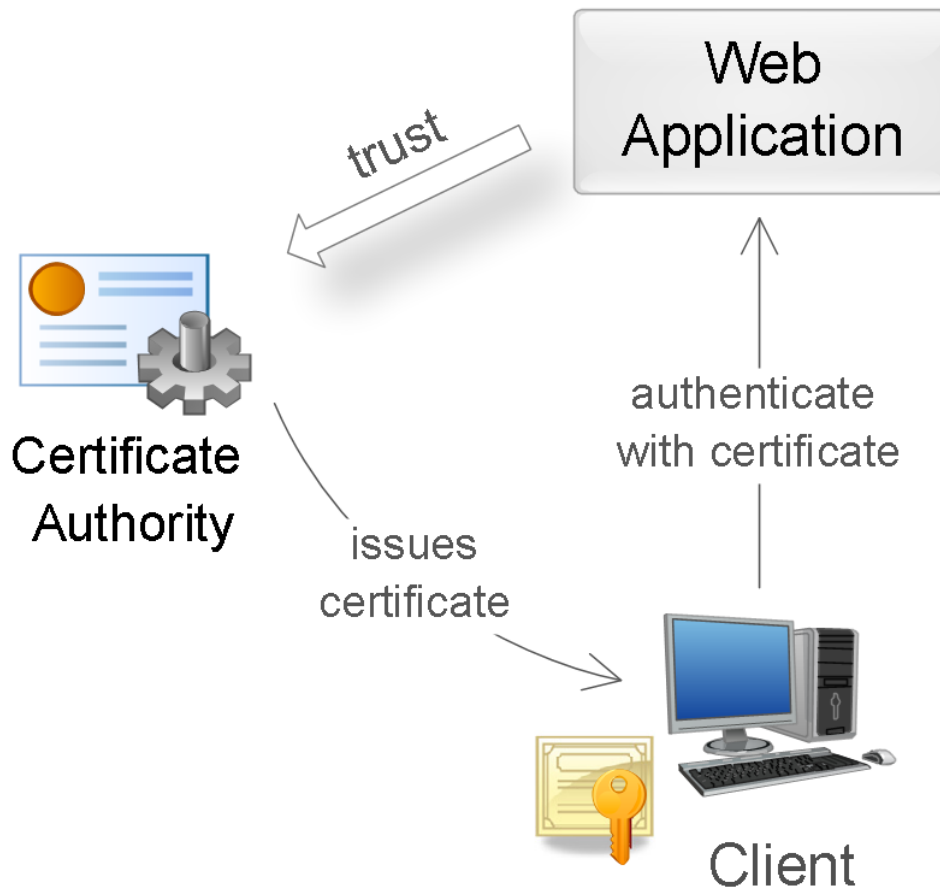 Web
Application
trust
Certificate
Authority
authenticate
with certificate
issues
certificate
Client